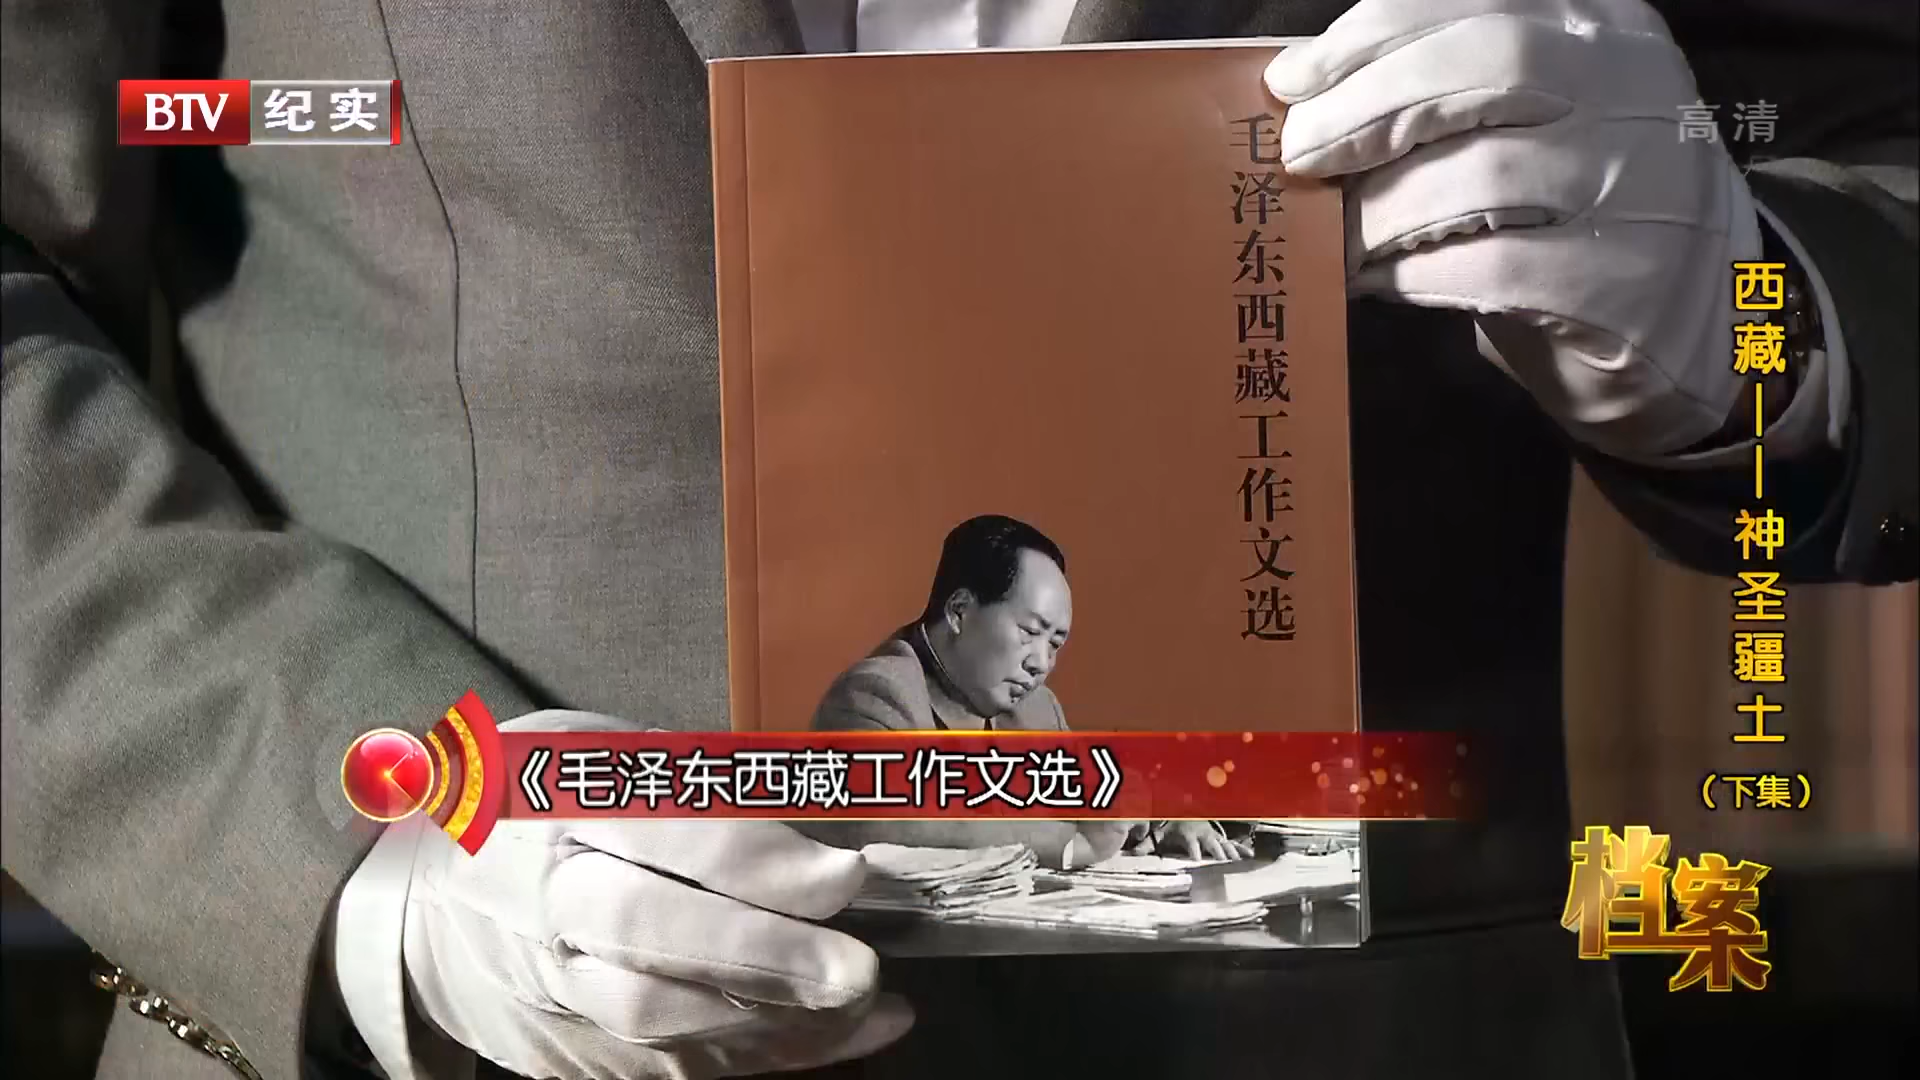 BTV 纪实
高清
毛泽东西藏工作文选
西藏——神圣疆土
（下集）
《毛泽东西藏工作文选》
档案